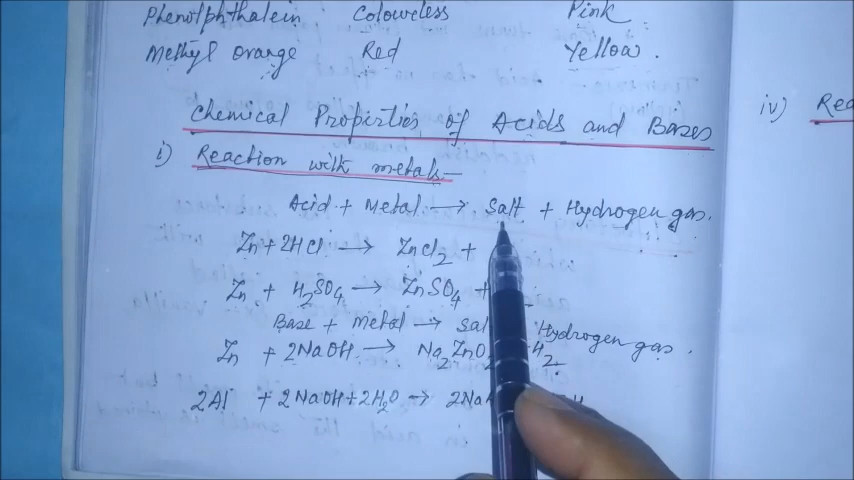 Phenolphthalein Colourless Pink
Methyl orange Red Yellow.
Chemical Properties of Acids and Bases
i) Reaction with metals—
Acid + Metal → Salt + Hydrogen gas.
Zn + 2HCl → ZnCl2 +
Zn + H2SO4 → ZnSO4 +
Base + Metal → Sal Hydrogen gas.
Zn + 2NaOH → Na2ZnO2 H2
2Al + 2NaOH + 2H2O → 2NaA
iv) Rea